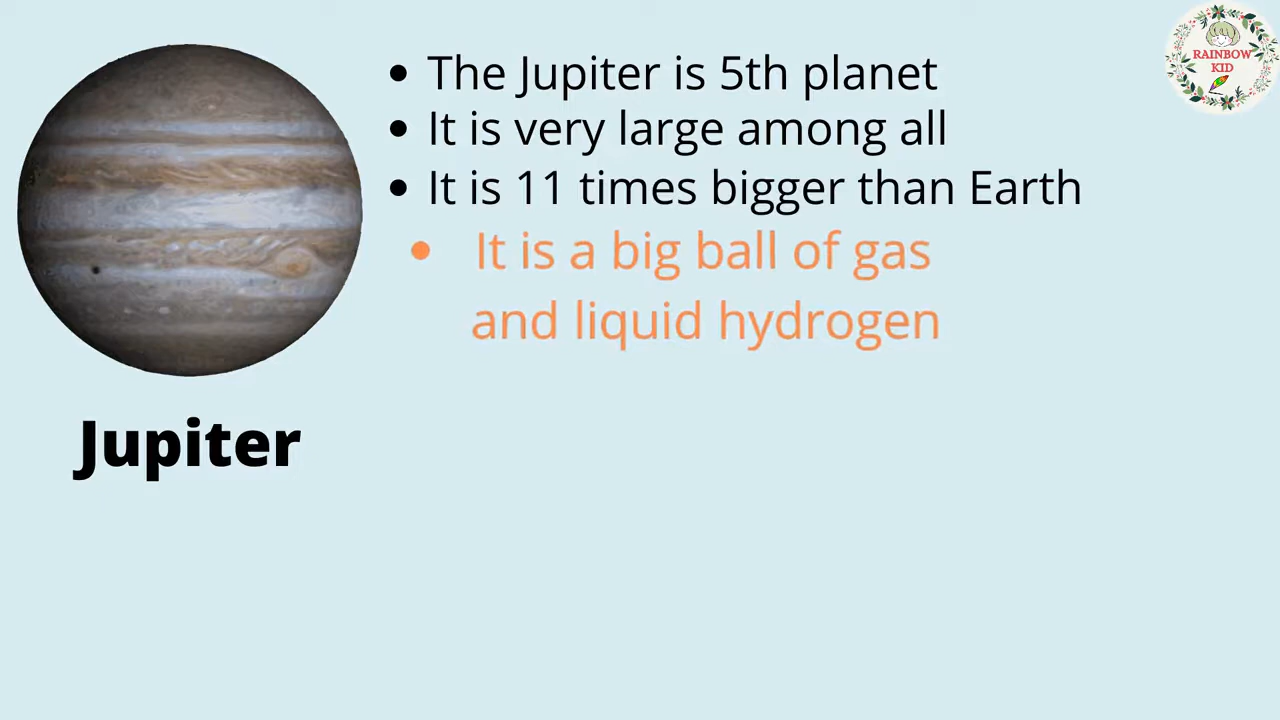 RAINBOW
KID
• The Jupiter is 5th planet
• It is very large among all
• It is 11 times bigger than Earth
• It is a big ball of gas
and liquid hydrogen
Jupiter